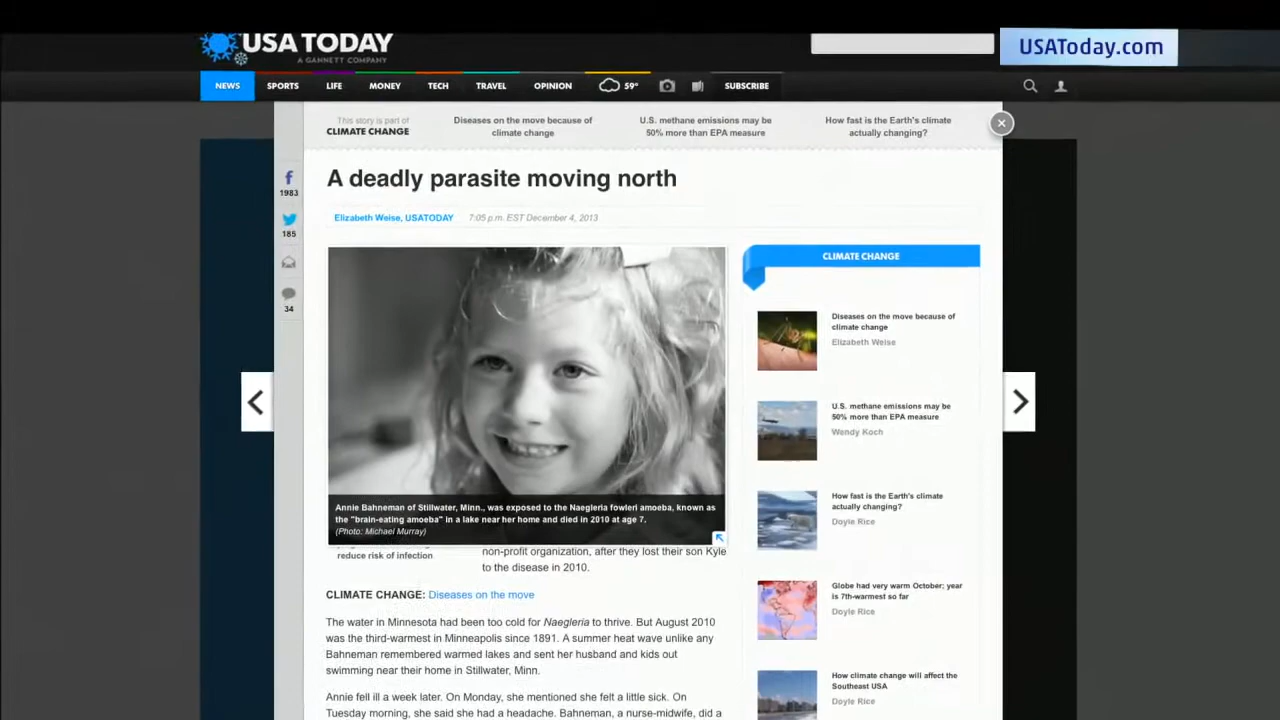 USA TODAY
A GANNETT COMPANY
USAToday.com
NEWS SPORTS LIFE MONEY TECH TRAVEL OPINION 59° SUBSCRIBE
This story is part of
CLIMATE CHANGE
Diseases on the move because of
climate change
U.S. methane emissions may be
50% more than EPA measure
How fast is the Earth's climate
actually changing?
1983
185
34
A deadly parasite moving north
Elizabeth Weise, USATODAY 7:05 p.m. EST December 4, 2013
Annie Bahneman of Stillwater, Minn., was exposed to the Naegleria fowleri amoeba, known as
the "brain-eating amoeba" in a lake near her home and died in 2010 at age 7.
(Photo: Michael Murray)
reduce risk of infection
non-profit organization, after they lost their son Kyle
to the disease in 2010.
CLIMATE CHANGE: Diseases on the move
The water in Minnesota had been too cold for Naegleria to thrive. But August 2010
was the third-warmest in Minneapolis since 1891. A summer heat wave unlike any
Bahneman remembered warmed lakes and sent her husband and kids out
swimming near their home in Stillwater, Minn.
Annie fell ill a week later. On Monday, she mentioned she felt a little sick. On
Tuesday morning, she said she had a headache. Bahneman, a nurse-midwife, did a
CLIMATE CHANGE
Diseases on the move because of
climate change
Elizabeth Weise
U.S. methane emissions may be
50% more than EPA measure
Wendy Koch
How fast is the Earth's climate
actually changing?
Doyle Rice
Globe had very warm October; year
is 7th-warmest so far
Doyle Rice
How climate change will affect the
Southeast USA
Doyle Rice